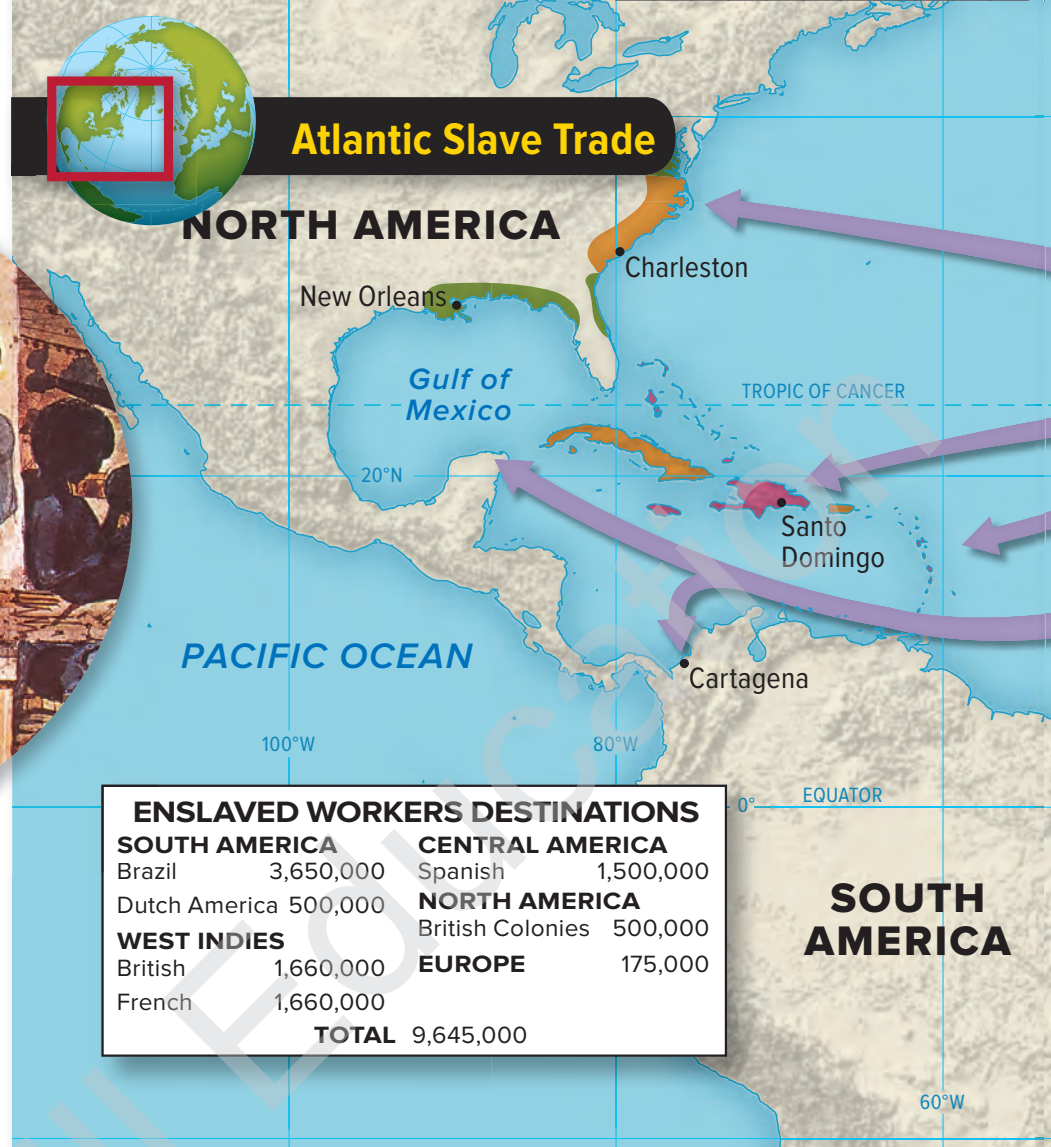 Atlantic Slave Trade
NORTH AMERICA
Charleston
New Orleans
Gulf of
Mexico
TROPIC OF CANCER
20°N
Santo
Domingo
PACIFIC OCEAN
Cartagena
100°W
80°W
0°
EQUATOR
ENSLAVED WORKERS DESTINATIONS
SOUTH AMERICA
Brazil 3,650,000
Dutch America 500,000
WEST INDIES
British 1,660,000
French 1,660,000
CENTRAL AMERICA
Spanish 1,500,000
NORTH AMERICA
British Colonies 500,000
EUROPE 175,000
TOTAL 9,645,000
SOUTH
AMERICA
60°W
ll Education